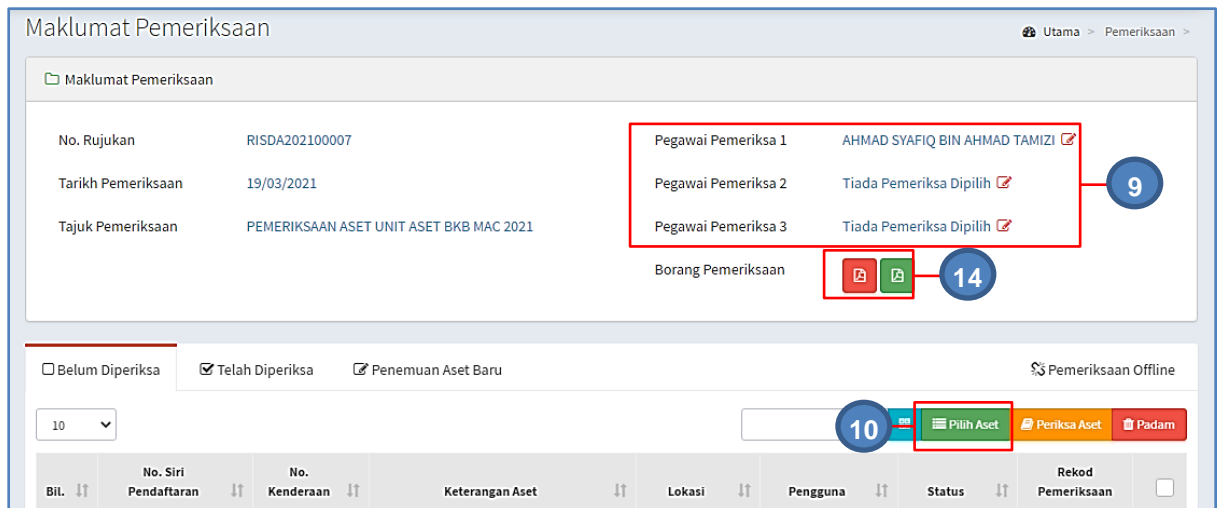 Maklumat Pemeriksaan
Utama > Pemeriksaan >
Maklumat Pemeriksaan
No. Rujukan RISDA202100007 Pegawai Pemeriksa 1 AHMAD SYAFIQ BIN AHMAD TAMIZI
Tarikh Pemeriksaan 19/03/2021 Pegawai Pemeriksa 2 Tiada Pemeriksa Dipilih
9
Tajuk Pemeriksaan PEMERIKSAAN ASET UNIT ASET BKB MAC 2021 Pegawai Pemeriksa 3 Tiada Pemeriksa Dipilih
Borang Pemeriksaan 14
Belum Diperiksa Telah Diperiksa Penemuan Aset Baru Pemeriksaan Offline
10 10 Pilih Aset Periksa Aset Padam
Bil. No. Siri Pendaftaran No. Kenderaan Keterangan Aset Lokasi Pengguna Status Rekod Pemeriksaan